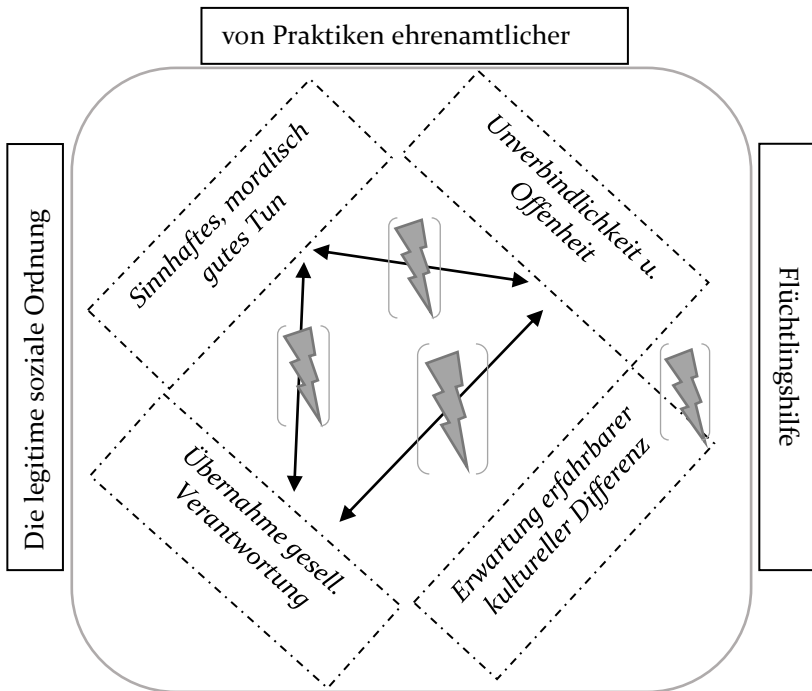 Die legitime soziale Ordnung
von Praktiken ehrenamtlicher
Flüchtlingshilfe
Sinnhaftes, moralisch
gutes Tun
Unverbindlichkeit u.
Offenheit
Übernahme gesell.
Verantwortung
Erwartung erfahrbarer
kultureller Differenz